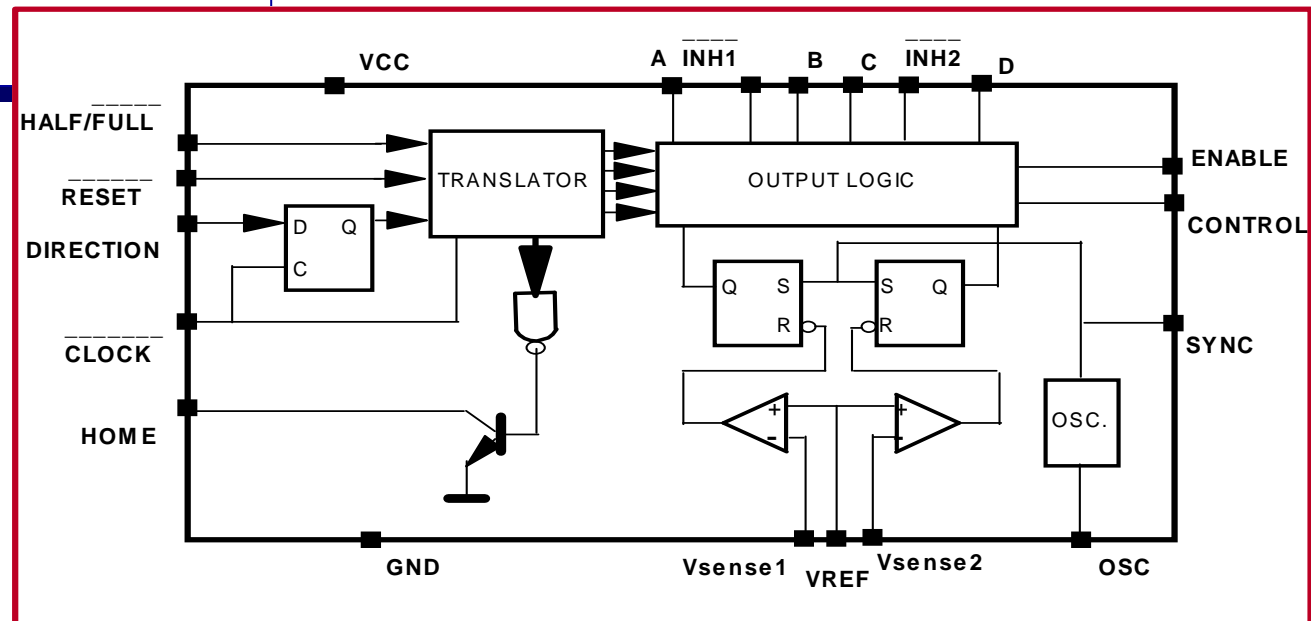 VCC
A
INH1
B
C
INH2
D
HALF/FULL
RESET
DIRECTION
CLOCK
HOME
TRANSLATOR
OUTPUT LOGIC
ENABLE
CONTROL
SYNC
D Q
C
Q S
R
S Q
R
+
-
+
-
OSC.
GND
Vsense1
VREF
Vsense2
OSC